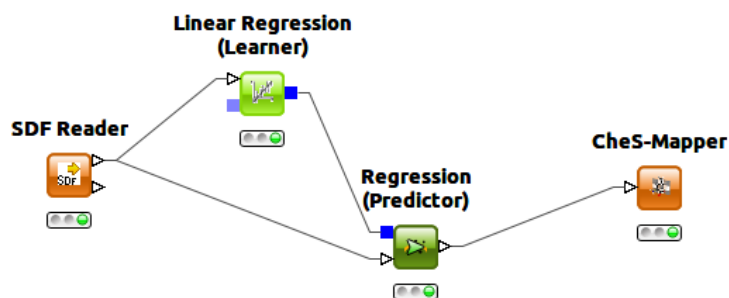 Linear Regression
(Learner)
SDF Reader
SDF
CheS-Mapper
Regression
(Predictor)